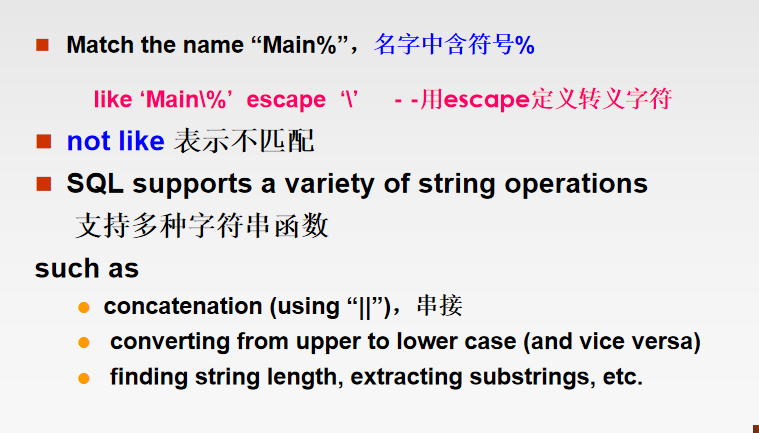 Match the name “Main%”，名字中含符号%
like ‘Main\%’ escape ‘\’ - -用escape定义转义字符
not like 表示不匹配
SQL supports a variety of string operations
支持多种字符串函数
such as
concatenation (using “||”)，串接
converting from upper to lower case (and vice versa)
finding string length, extracting substrings, etc.